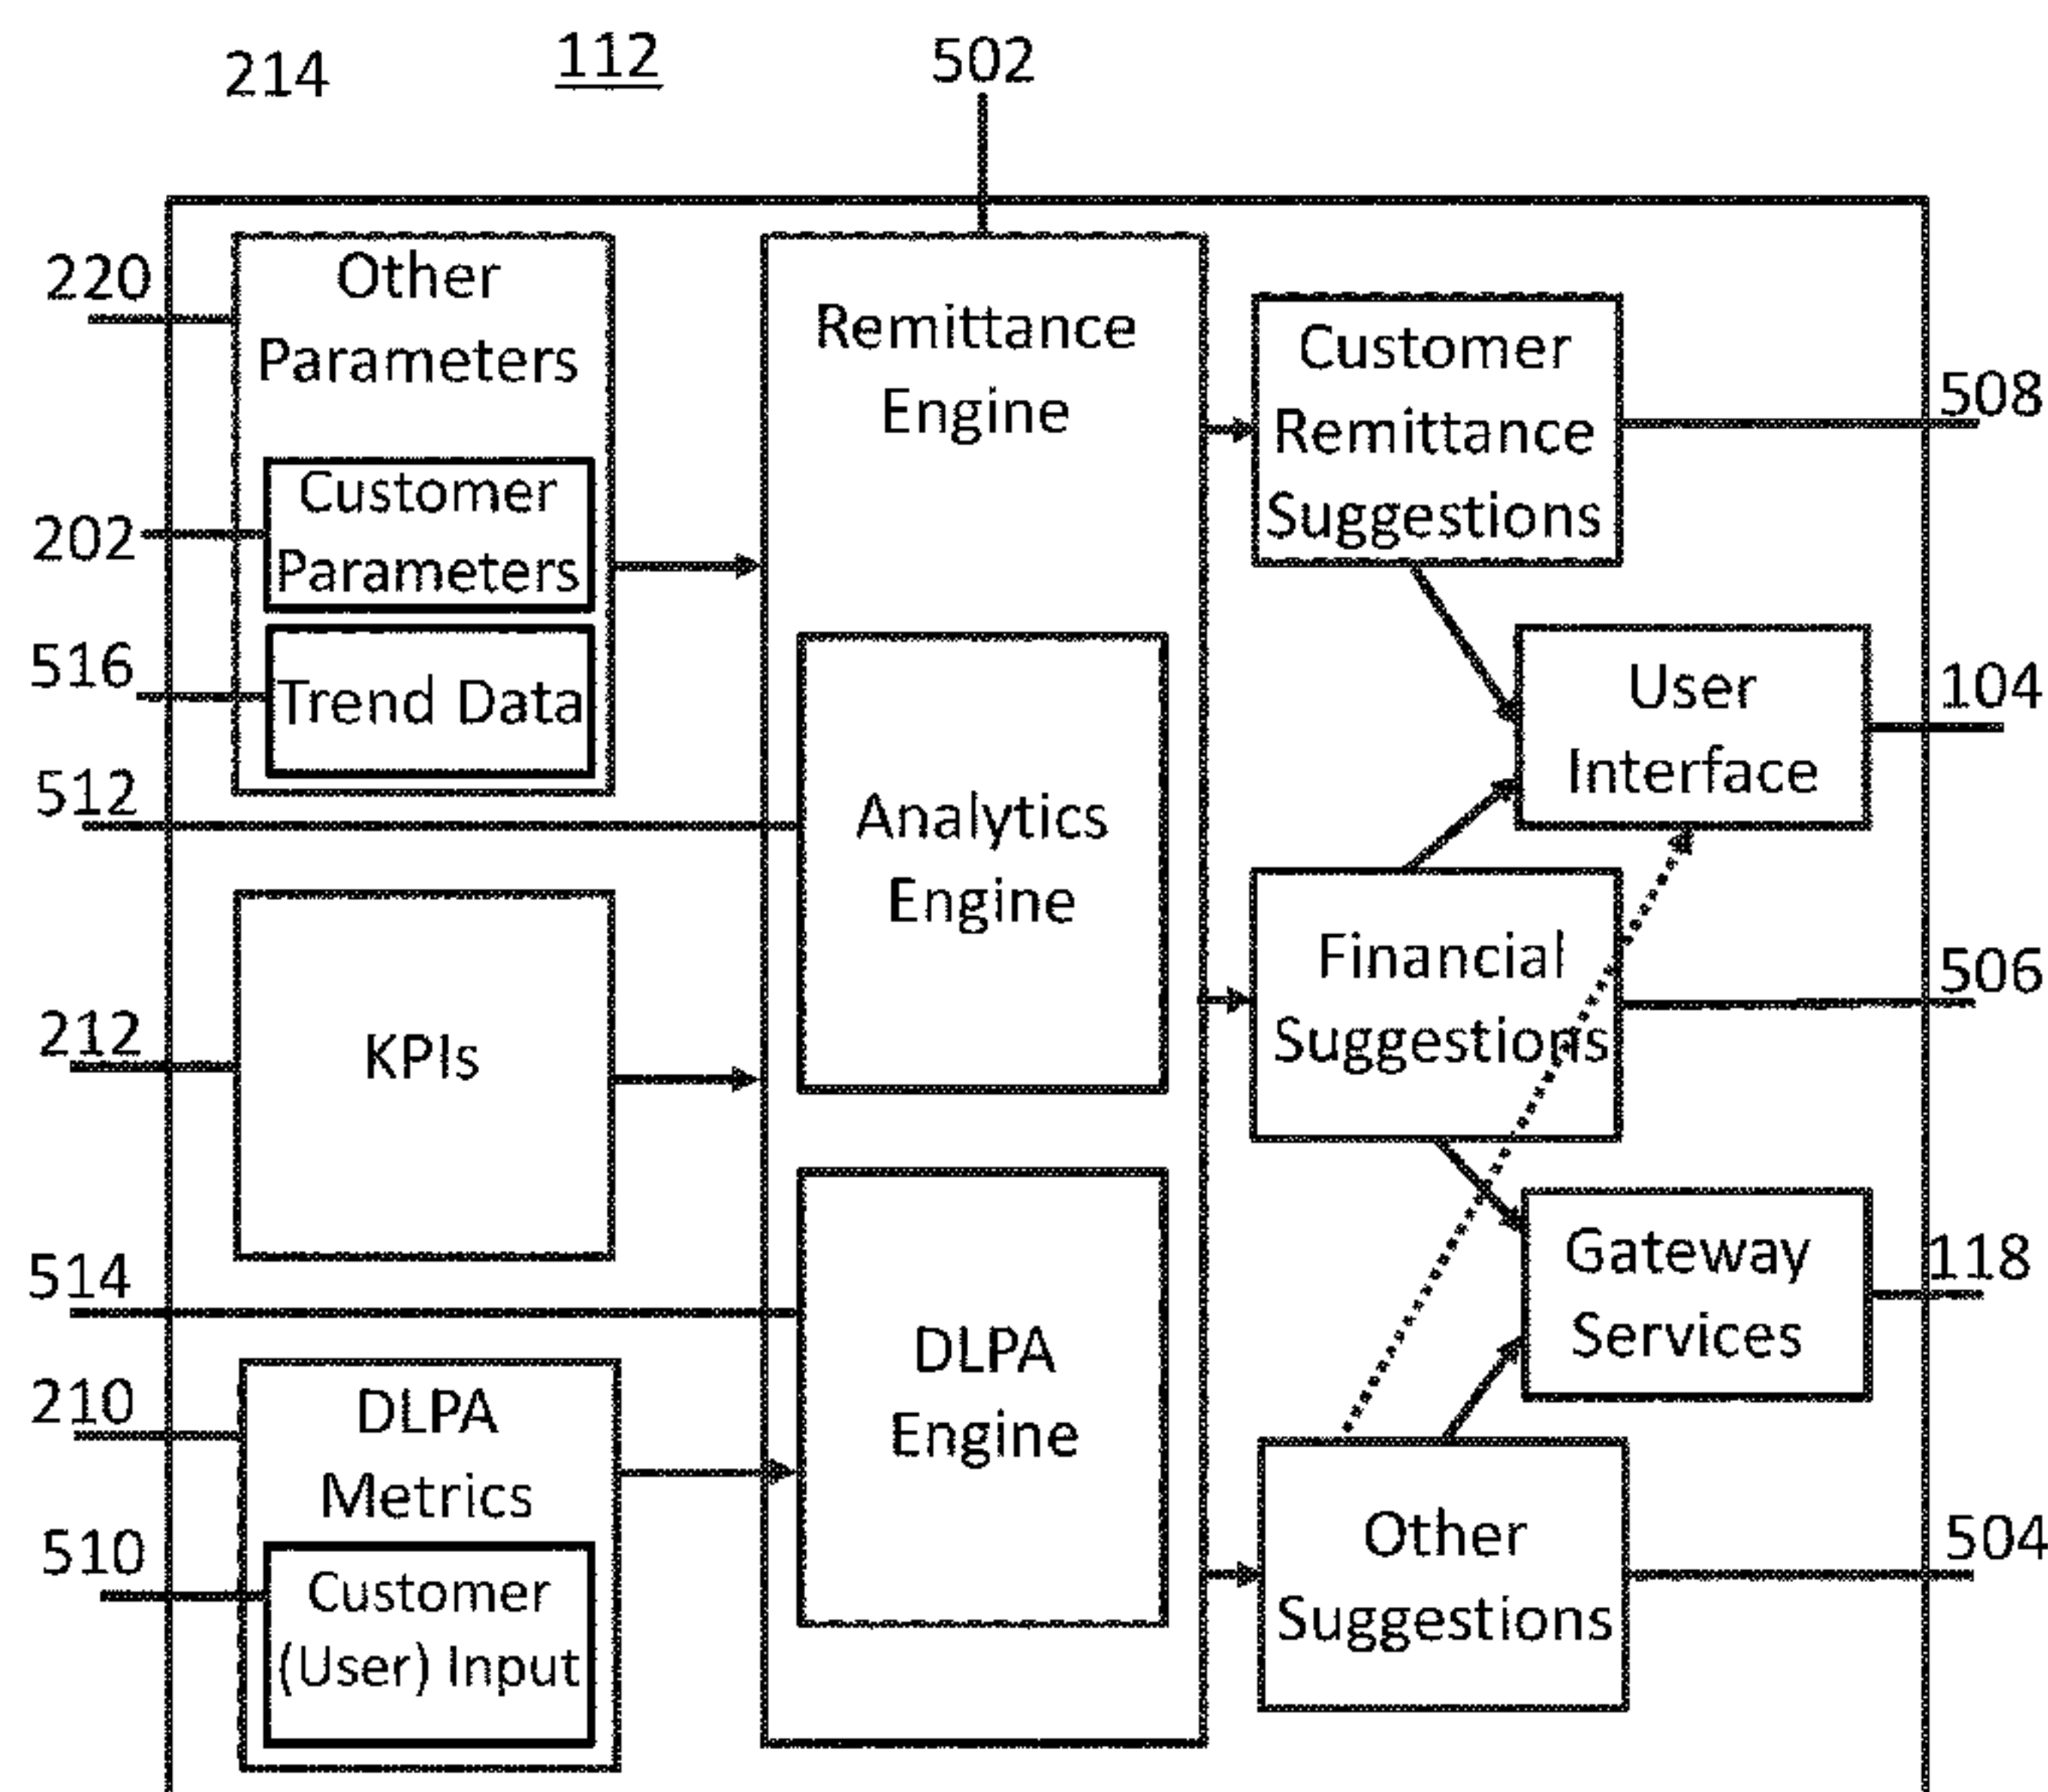 214
112
502
220
Other
Parameters
202
Customer
Parameters
516
Trend Data
512
212
KPIs
514
210
DLPA
Metrics
510
Customer
(User) Input
Remittance
Engine
Analytics
Engine
DLPA
Engine
Customer
Remittance
Suggestions
508
User
Interface
104
Financial
Suggestions
506
Gateway
Services
118
Other
Suggestions
504